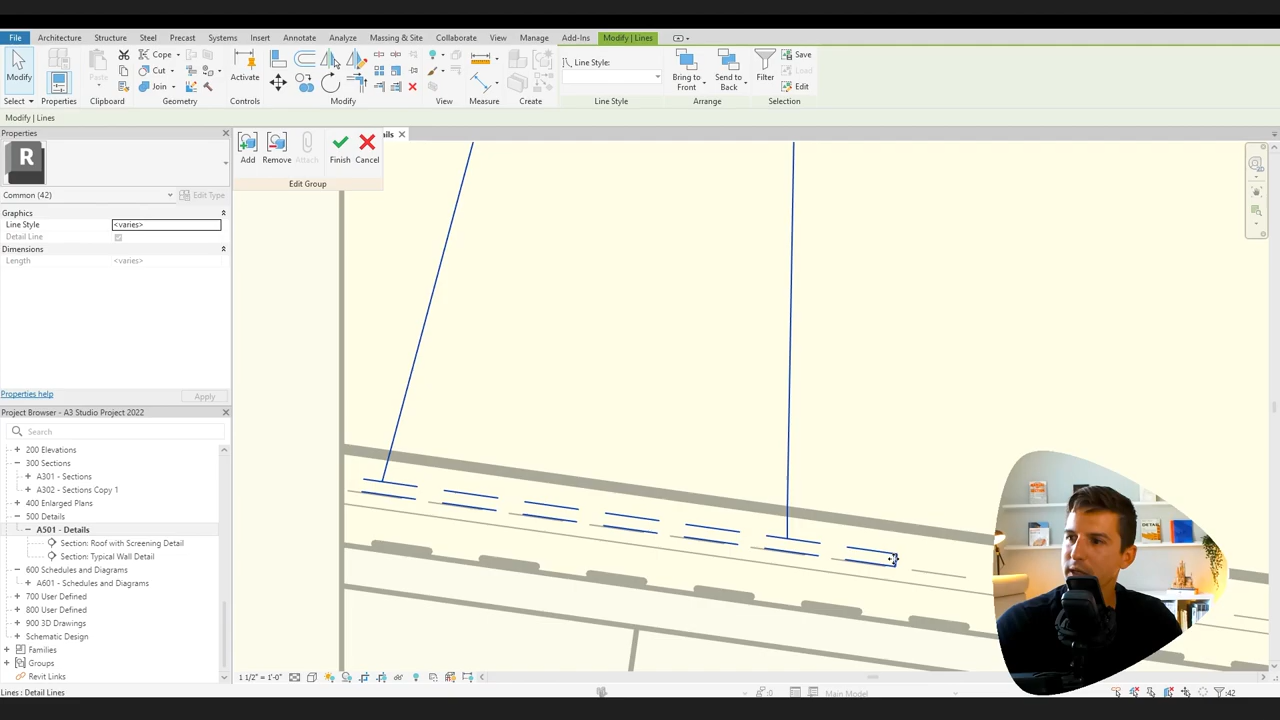 File Architecture Structure Steel Precast Systems Insert Annotate Analyze Massing & Site Collaborate View Manage Add-Ins Modify | Lines
Modify
Select
Properties
Paste
Clipboard
Cope
Cut
Join
Geometry
Activate
Controls
Modify
View
Measure
Create
Line Style:
Line Style
Bring to Front
Send to Back
Arrange
Filter
Save
Load
Edit
Selection
Modify | Lines
Properties
R
Common (42)
Edit Type
Graphics
Line Style <varies>
Detail Line
Dimensions
Length <varies>
Properties help
Apply
ails
Add Remove Attach Finish Cancel
Edit Group
Project Browser - A3 Studio Project 2022
Search
200 Elevations
300 Sections
A301 - Sections
A302 - Sections Copy 1
400 Enlarged Plans
500 Details
A501 - Details
Section: Roof with Screening Detail
Section: Typical Wall Detail
600 Schedules and Diagrams
A601 - Schedules and Diagrams
700 User Defined
800 User Defined
900 3D Drawings
Schematic Design
Families
Groups
Revit Links
1 1/2" = 1'-0"
Lines : Detail Lines
:0
Main Model
:42
DETAIL